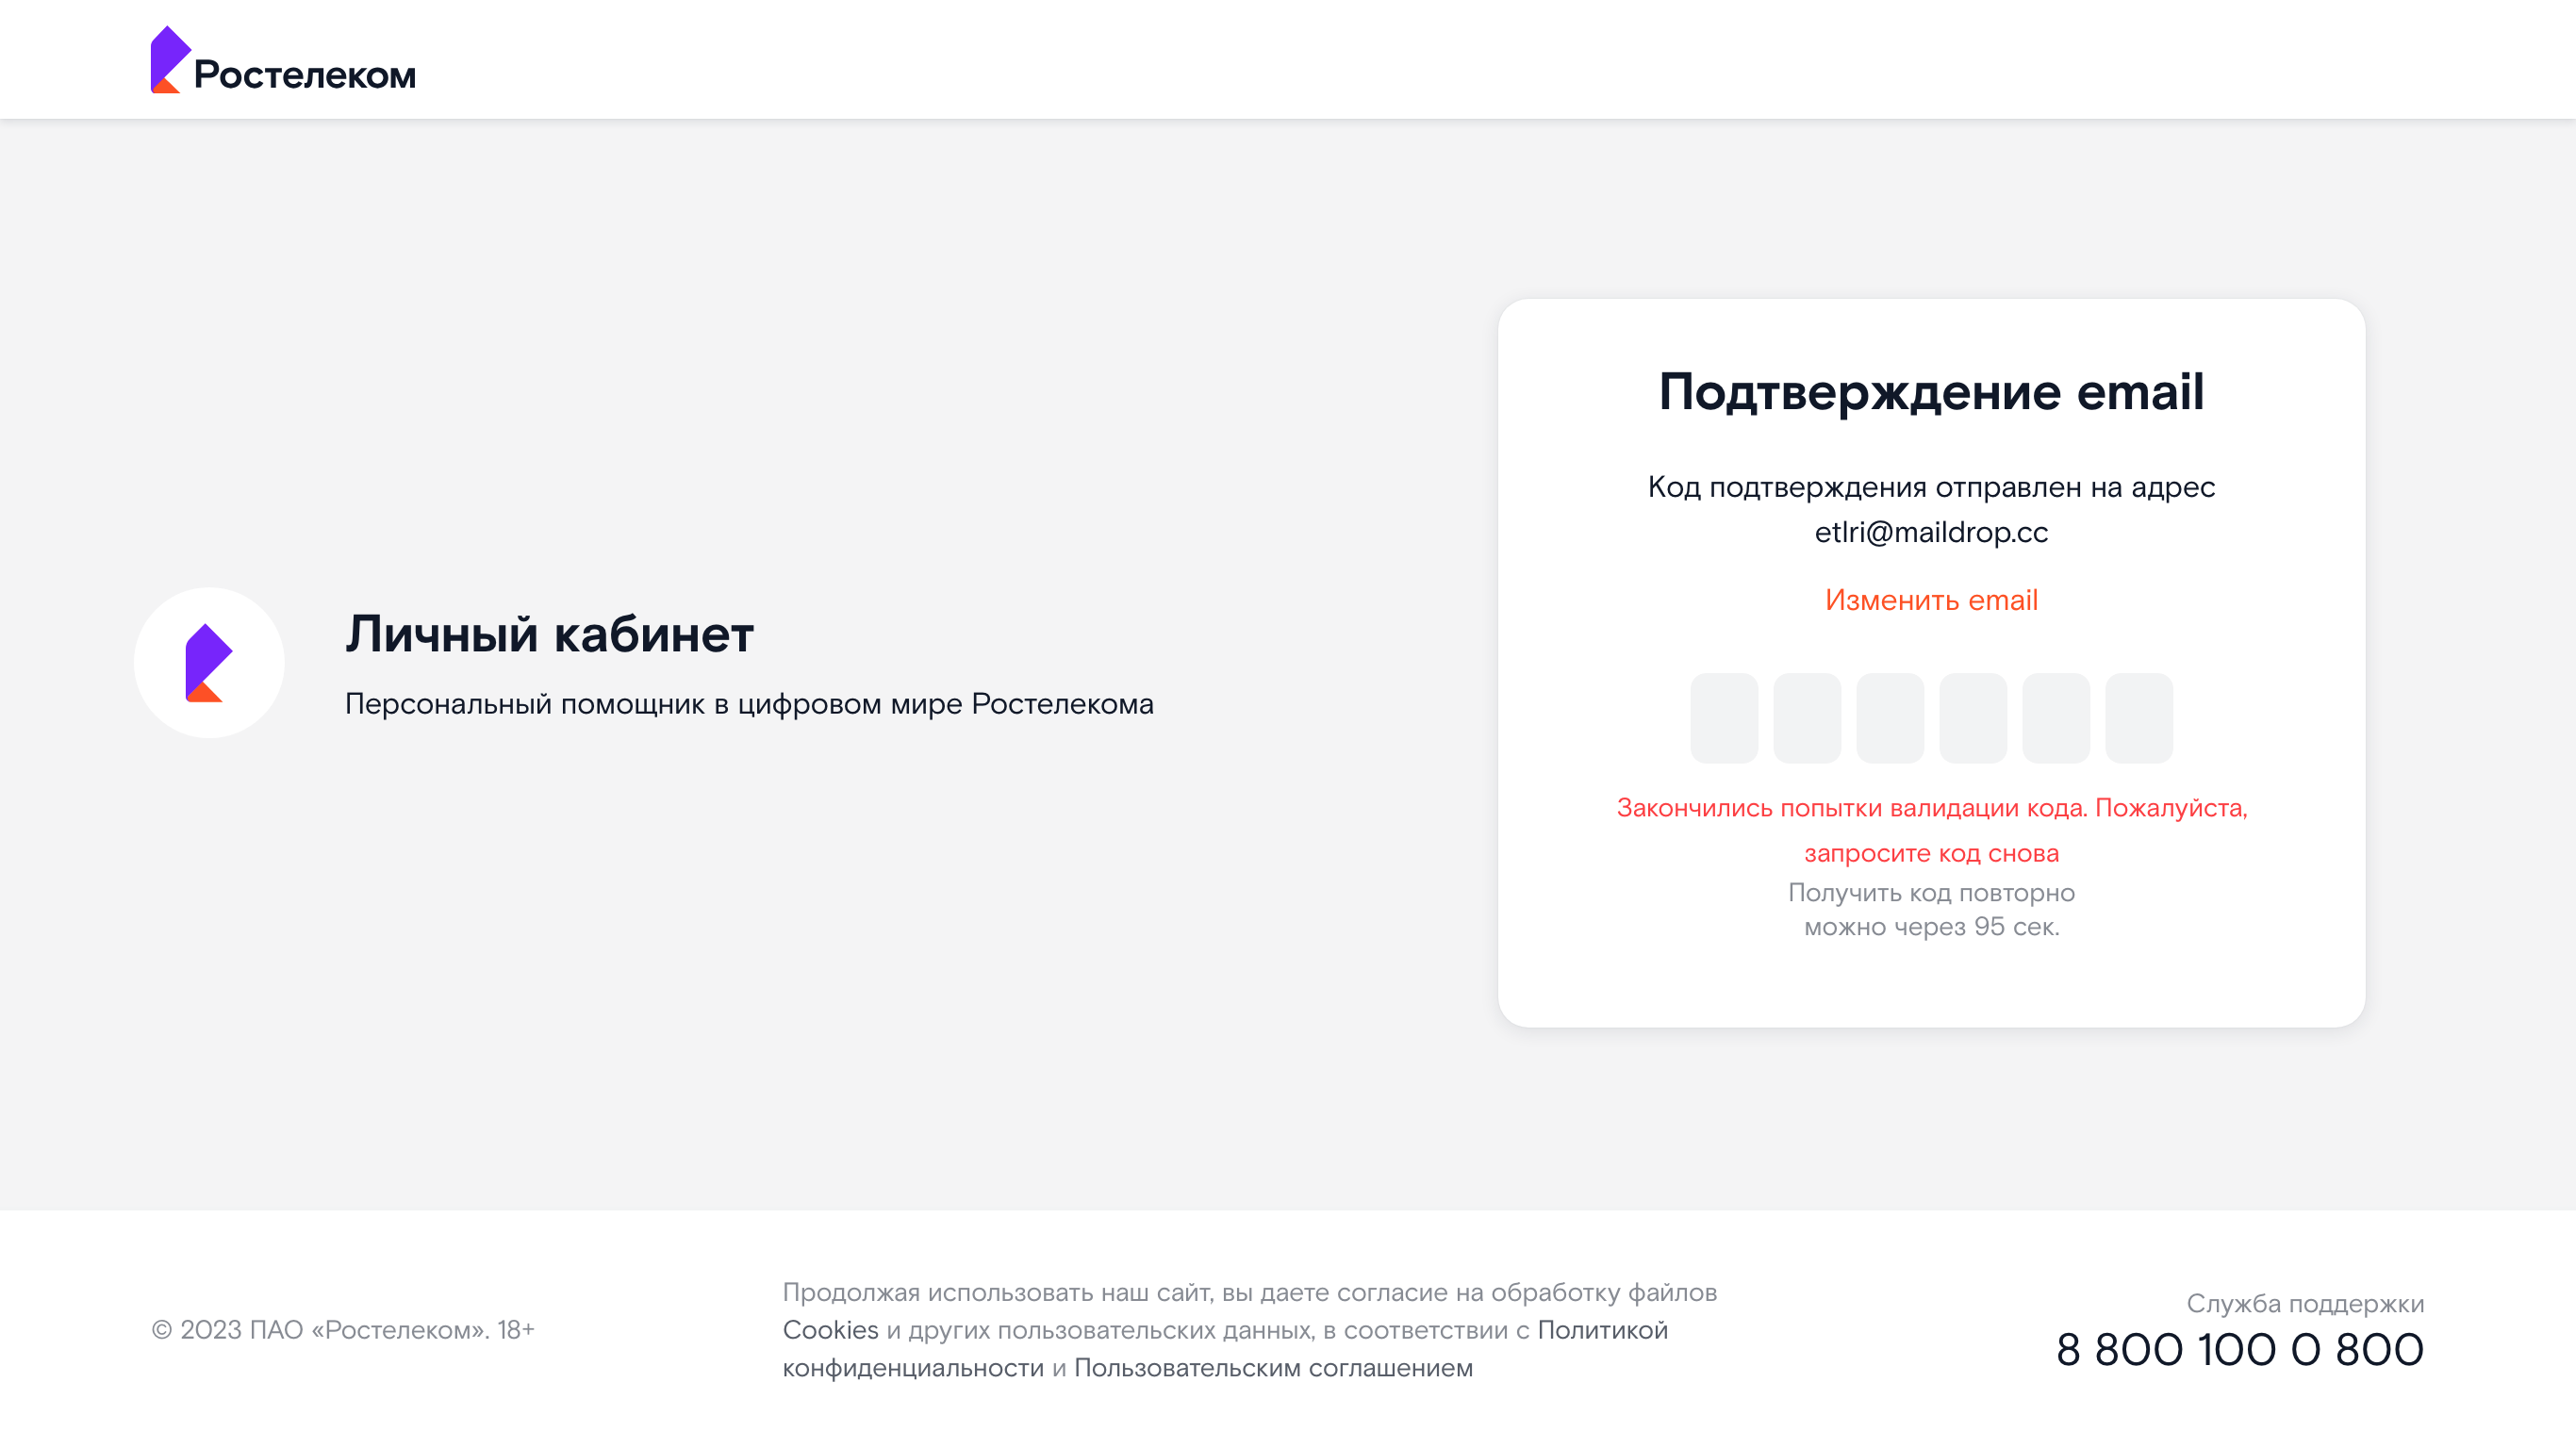 Ростелеком
Личный кабинет
Персональный помощник в цифровом мире Ростелекома
Подтверждение email
Код подтверждения отправлен на адрес
etlri@maildrop.cc
Изменить email
Закончились попытки валидации кода. Пожалуйста,
запросите код снова
Получить код повторно
можно через 95 сек.
© 2023 ПАО «Ростелеком». 18+
Продолжая использовать наш сайт, вы даете согласие на обработку файлов
Cookies и других пользовательских данных, в соответствии с Политикой
конфиденциальности и Пользовательским соглашением
Служба поддержки
8 800 100 0 800